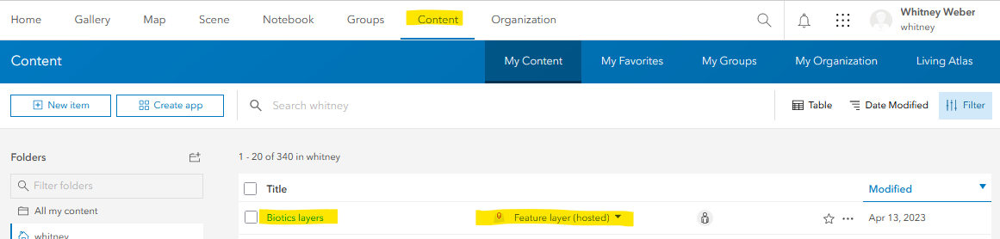 Home Gallery Map Scene Notebook Groups Content Organization Whitney Weber
whitney
Content My Content My Favorites My Groups My Organization Living Atlas
New item Create app Search whitney Table Date Modified Filter
Folders 1 - 20 of 340 in whitney
Filter folders Title Modified
All my content Biotics layers Feature layer (hosted) Apr 13, 2023
whitney